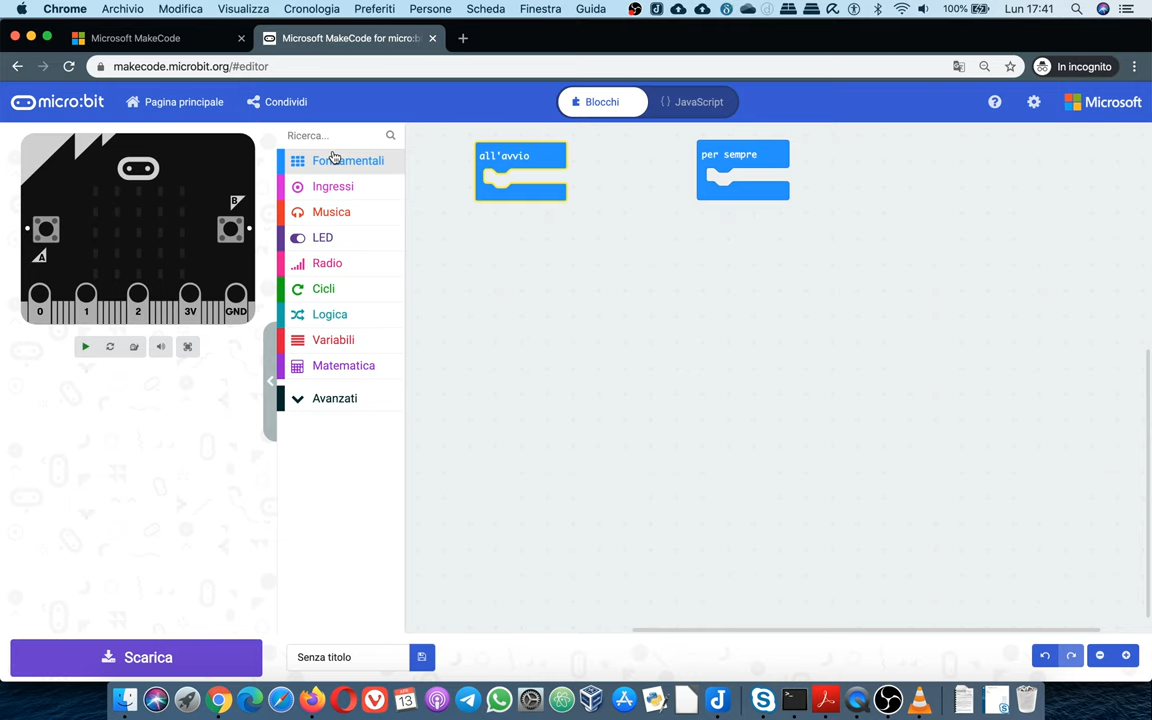 Chrome Archivio Modifica Visualizza Cronologia Preferiti Persone Scheda Finestra Guida 100% Lun 17:41
Microsoft MakeCode Microsoft MakeCode for micro:b
makecode.microbit.org/#editor In incognito
micro:bit Pagina principale Condividi Blocchi {} JavaScript Microsoft
Ricerca...
Fondamentali
Ingressi
Musica
LED
Radio
Cicli
Logica
Variabili
Matematica
Avanzati
all'avvio
per sempre
B
A
0 1 2 3V GND
Scarica
Senza titolo
13